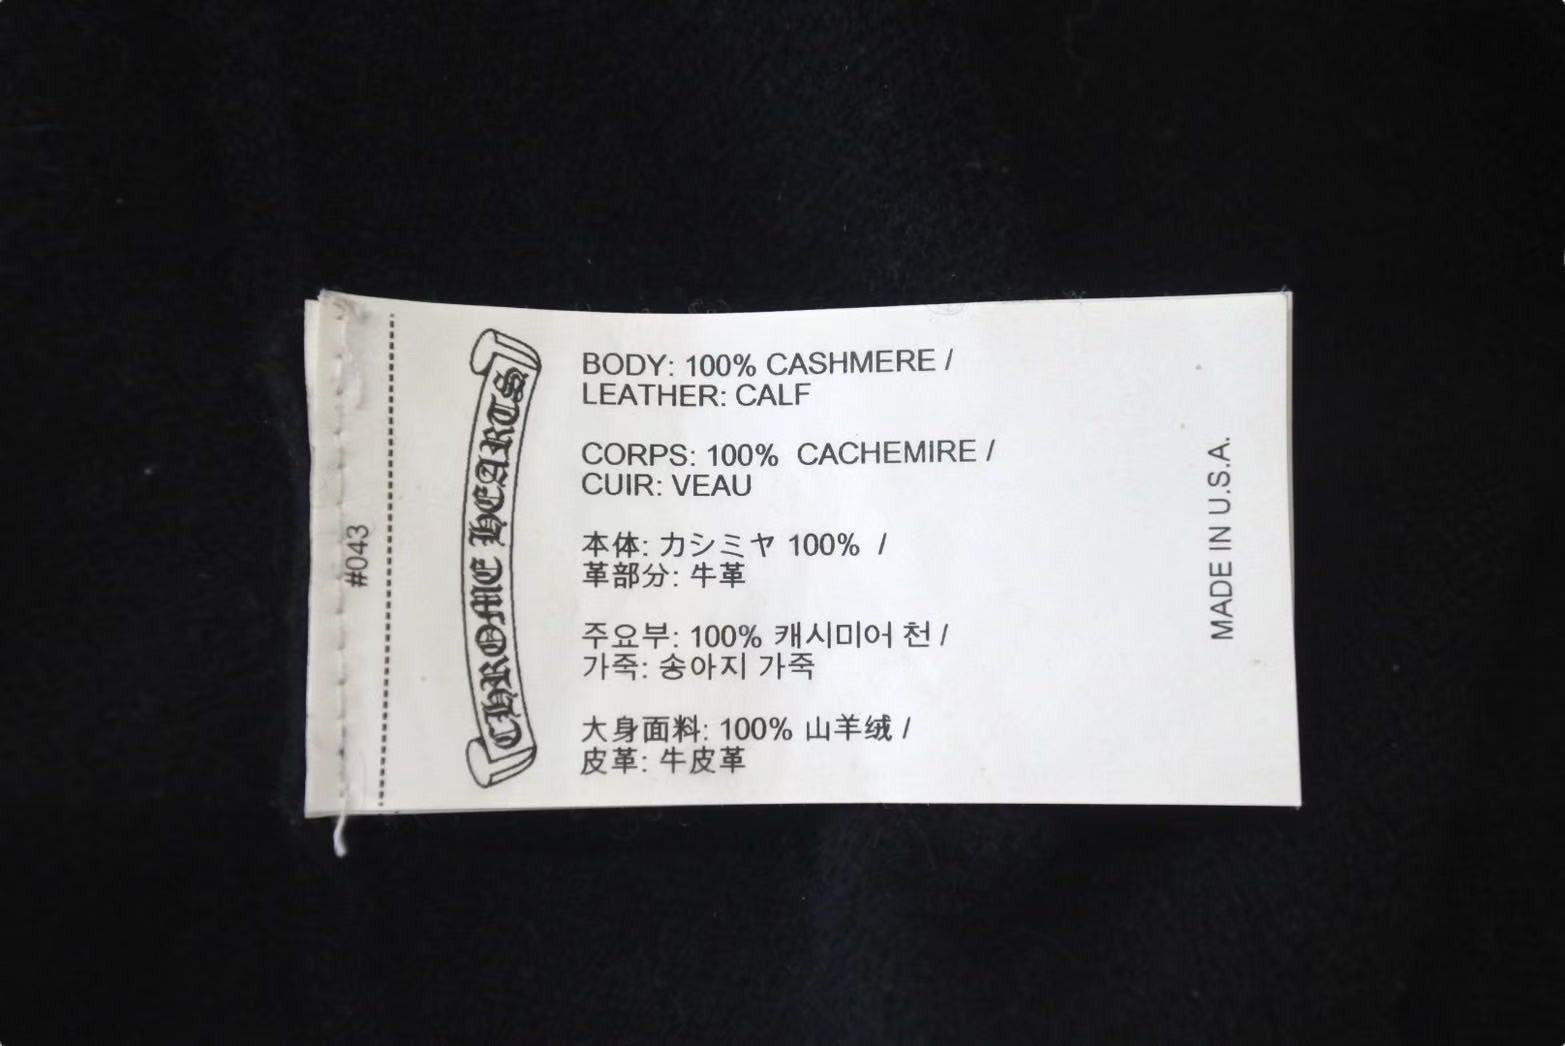 #043
CHROME HEARTS
BODY: 100% CASHMERE /
LEATHER: CALF
CORPS: 100% CACHEMIRE /
CUIR: VEAU
本体: カシミヤ 100% /
革部分: 牛革
주요부: 100% 캐시미어 천 /
가죽: 송아지 가죽
大身面料: 100% 山羊绒 /
皮革: 牛皮革
MADE IN U.S.A.